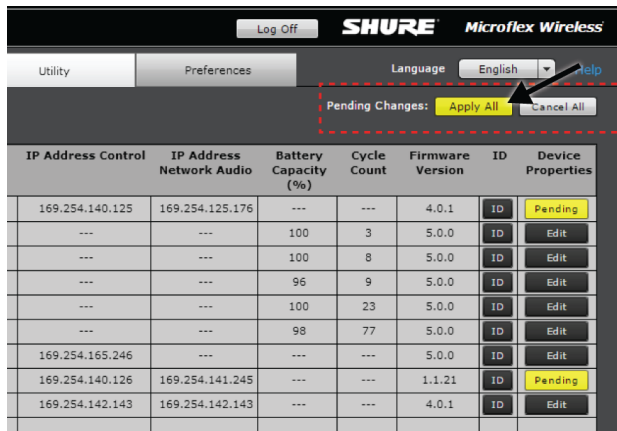 Log Off SHURE Microflex Wireless
Utility Preferences Language English Help
Pending Changes: Apply All Cancel All
IP Address Control IP Address Network Audio Battery Capacity (%) Cycle Count Firmware Version ID Device Properties
169.254.140.125 169.254.125.176 --- --- 4.0.1 ID Pending
--- --- 100 3 5.0.0 ID Edit
--- --- 100 8 5.0.0 ID Edit
--- --- 96 9 5.0.0 ID Edit
--- --- 100 23 5.0.0 ID Edit
--- --- 98 77 5.0.0 ID Edit
169.254.165.246 --- --- --- 5.0.0 ID Edit
169.254.140.126 169.254.141.245 --- --- 1.1.21 ID Pending
169.254.142.143 169.254.142.143 --- --- 4.0.1 ID Edit